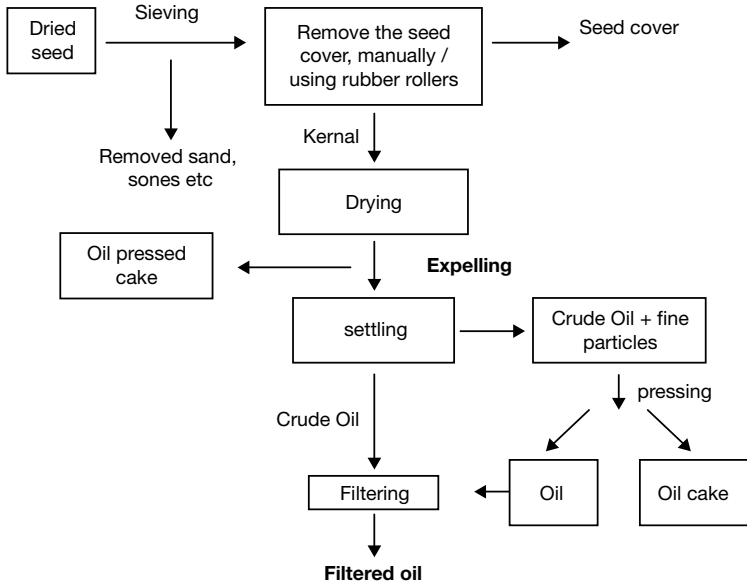 Sieving
Dried
seed
Remove the seed
cover, manually /
using rubber rollers
Seed cover
Removed sand,
sones etc
Kernal
Drying
Oil pressed
cake
Expelling
settling
Crude Oil + fine
particles
pressing
Crude Oil
Filtering
Oil
Oil cake
Filtered oil